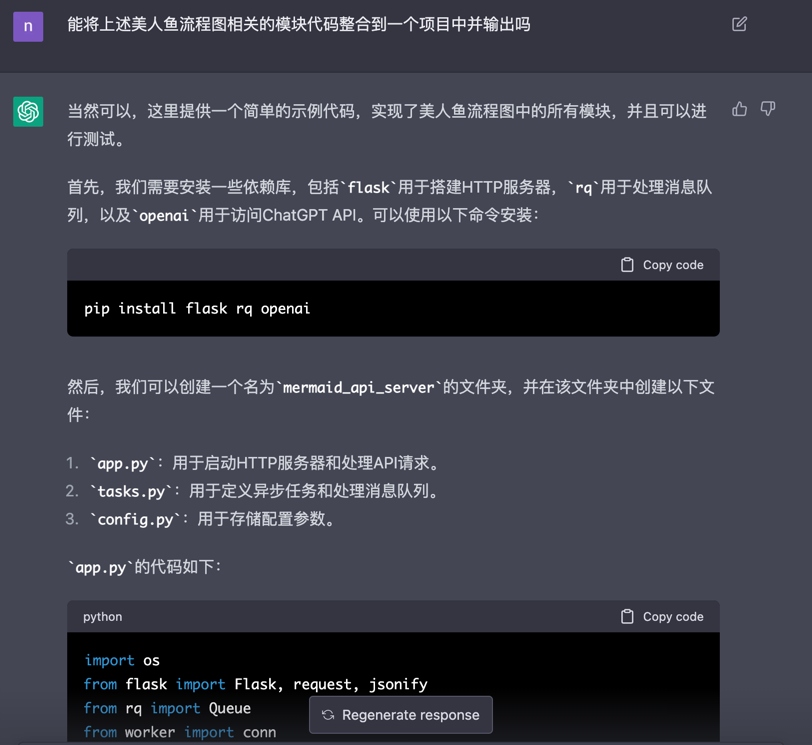 n
能将上述美人鱼流程图相关的模块代码整合到一个项目中并输出吗
当然可以，这里提供一个简单的示例代码，实现了美人鱼流程图中的所有模块，并且可以进
行测试。
首先，我们需要安装一些依赖库，包括`flask`用于搭建HTTP服务器，`rq`用于处理消息队
列，以及`openai`用于访问ChatGPT API。可以使用以下命令安装：
Copy code
pip install flask rq openai
然后，我们可以创建一个名为`mermaid_api_server`的文件夹，并在该文件夹中创建以下文
件：
1. `app.py`：用于启动HTTP服务器和处理API请求。
2. `tasks.py`：用于定义异步任务和处理消息队列。
3. `config.py`：用于存储配置参数。
`app.py`的代码如下：
python Copy code
import os
from flask import Flask, request, jsonify
from rq import Queue
Regenerate response
from worker import conn